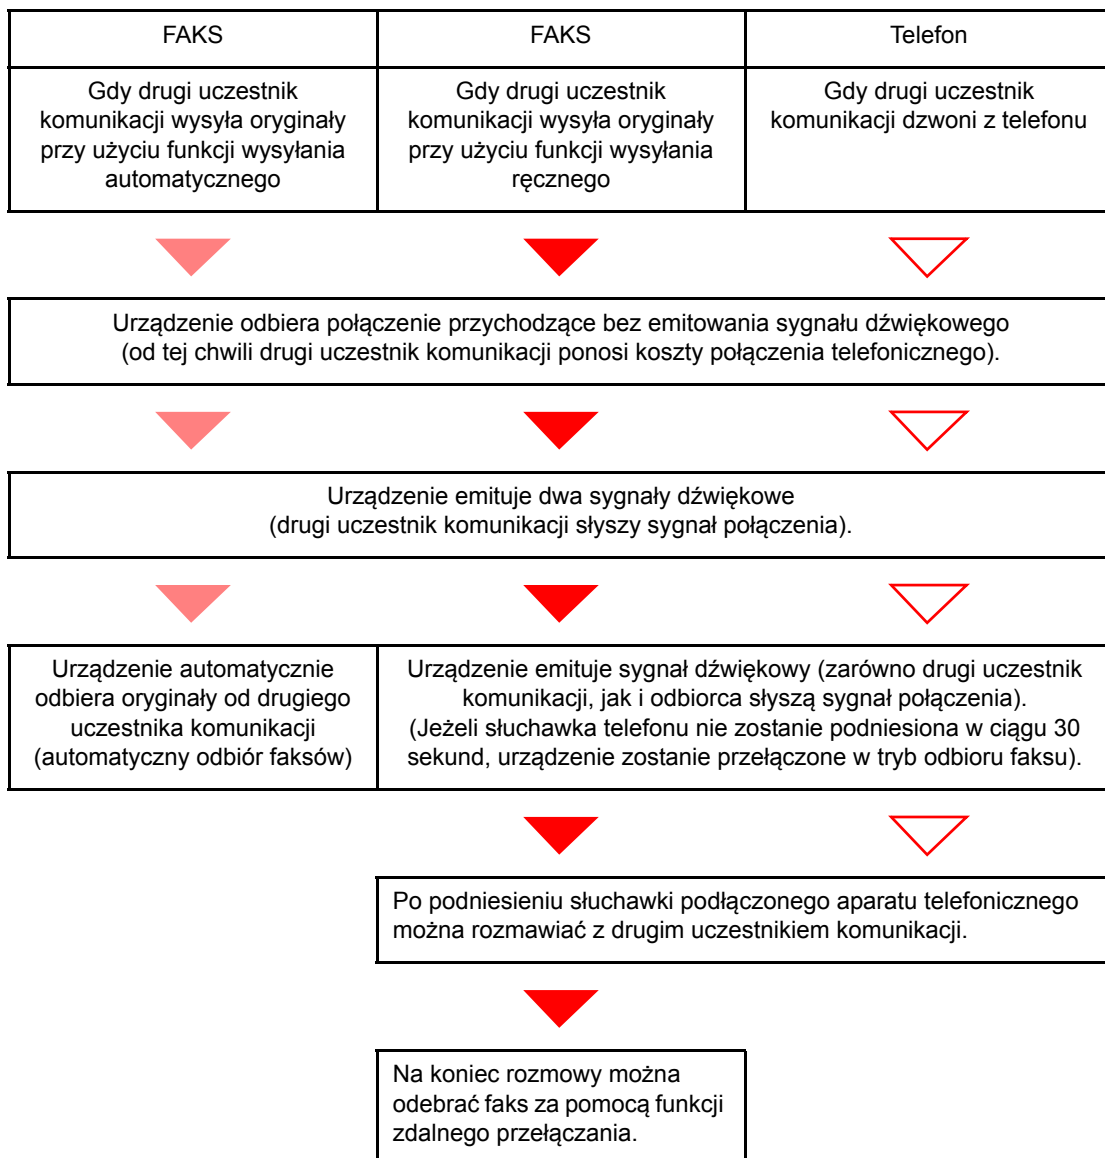 FAKS
FAKS
Telefon
Gdy drugi uczestnik
komunikacji wysyła oryginały
przy użyciu funkcji wysyłania
automatycznego
Gdy drugi uczestnik
komunikacji wysyła oryginały
przy użyciu funkcji wysyłania
ręcznego
Gdy drugi uczestnik
komunikacji dzwoni z telefonu
Urządzenie odbiera połączenie przychodzące bez emitowania sygnału dźwiękowego
(od tej chwili drugi uczestnik komunikacji ponosi koszty połączenia telefonicznego).
Urządzenie emituje dwa sygnały dźwiękowe
(drugi uczestnik komunikacji słyszy sygnał połączenia).
Urządzenie automatycznie
odbiera oryginały od drugiego
uczestnika komunikacji
(automatyczny odbiór faksów)
Urządzenie emituje sygnał dźwiękowy (zarówno drugi uczestnik
komunikacji, jak i odbiorca słyszą sygnał połączenia).
(Jeżeli słuchawka telefonu nie zostanie podniesiona w ciągu 30
sekund, urządzenie zostanie przełączone w tryb odbioru faksu).
Po podniesieniu słuchawki podłączonego aparatu telefonicznego
można rozmawiać z drugim uczestnikiem komunikacji.
Na koniec rozmowy można
odebrać faks za pomocą funkcji
zdalnego przełączania.